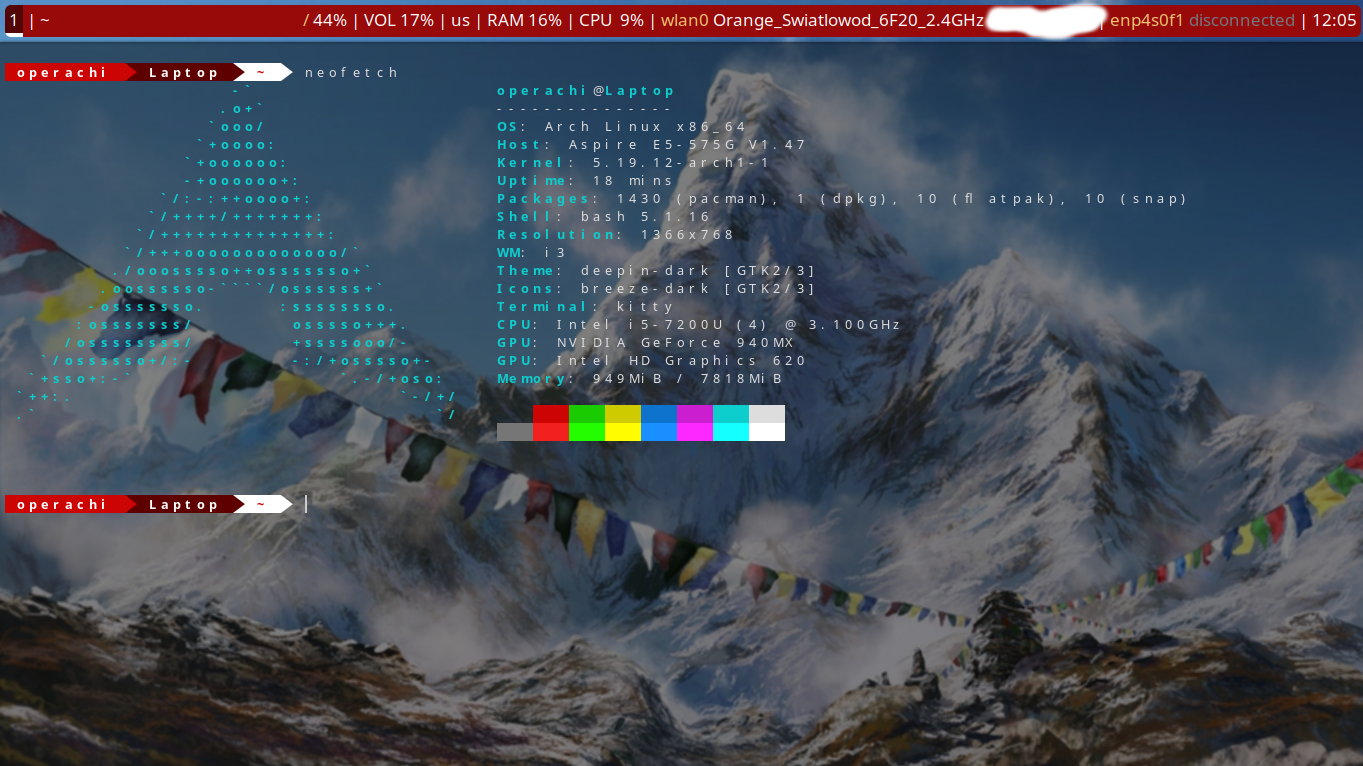 1 | ~ / 44% | VOL 17% | us | RAM 16% | CPU 9% | wlan0 Orange_Swiatlowod_6F20_2.4GHz | enp4s0f1 disconnected | 12:05
operachi Laptop ~ neofetch
-`
.o+`
`ooo/
`+oooo:
`+oooooo:
-+oooooo+:
`/:-:++oooo+:
`/++++/+++++++:
`/++++++++++++++:
`/+++ooooooooooooo/`
./ooosssso++osssssso+`
.oossssso-````/ossssss+`
-osssssso. :ssssssso.
:osssssss/ osssso+++.
/ossssssss/ +ssssooo/-
`/ossssso+/:- -:/+osssso+-
`+sso+:-` `.-/+oso:
`++:. `-/+/
.` `/
operachi@Laptop
---------------
OS: Arch Linux x86_64
Host: Aspire E5-575G V1.47
Kernel: 5.19.12-arch1-1
Uptime: 18 mins
Packages: 1430 (pacman), 1 (dpkg), 10 (flatpak), 10 (snap)
Shell: bash 5.1.16
Resolution: 1366x768
WM: i3
Theme: deepin-dark [GTK2/3]
Icons: breeze-dark [GTK2/3]
Terminal: kitty
CPU: Intel i5-7200U (4) @ 3.100GHz
GPU: NVIDIA GeForce 940MX
GPU: Intel HD Graphics 620
Memory: 949MiB / 7818MiB
operachi Laptop ~